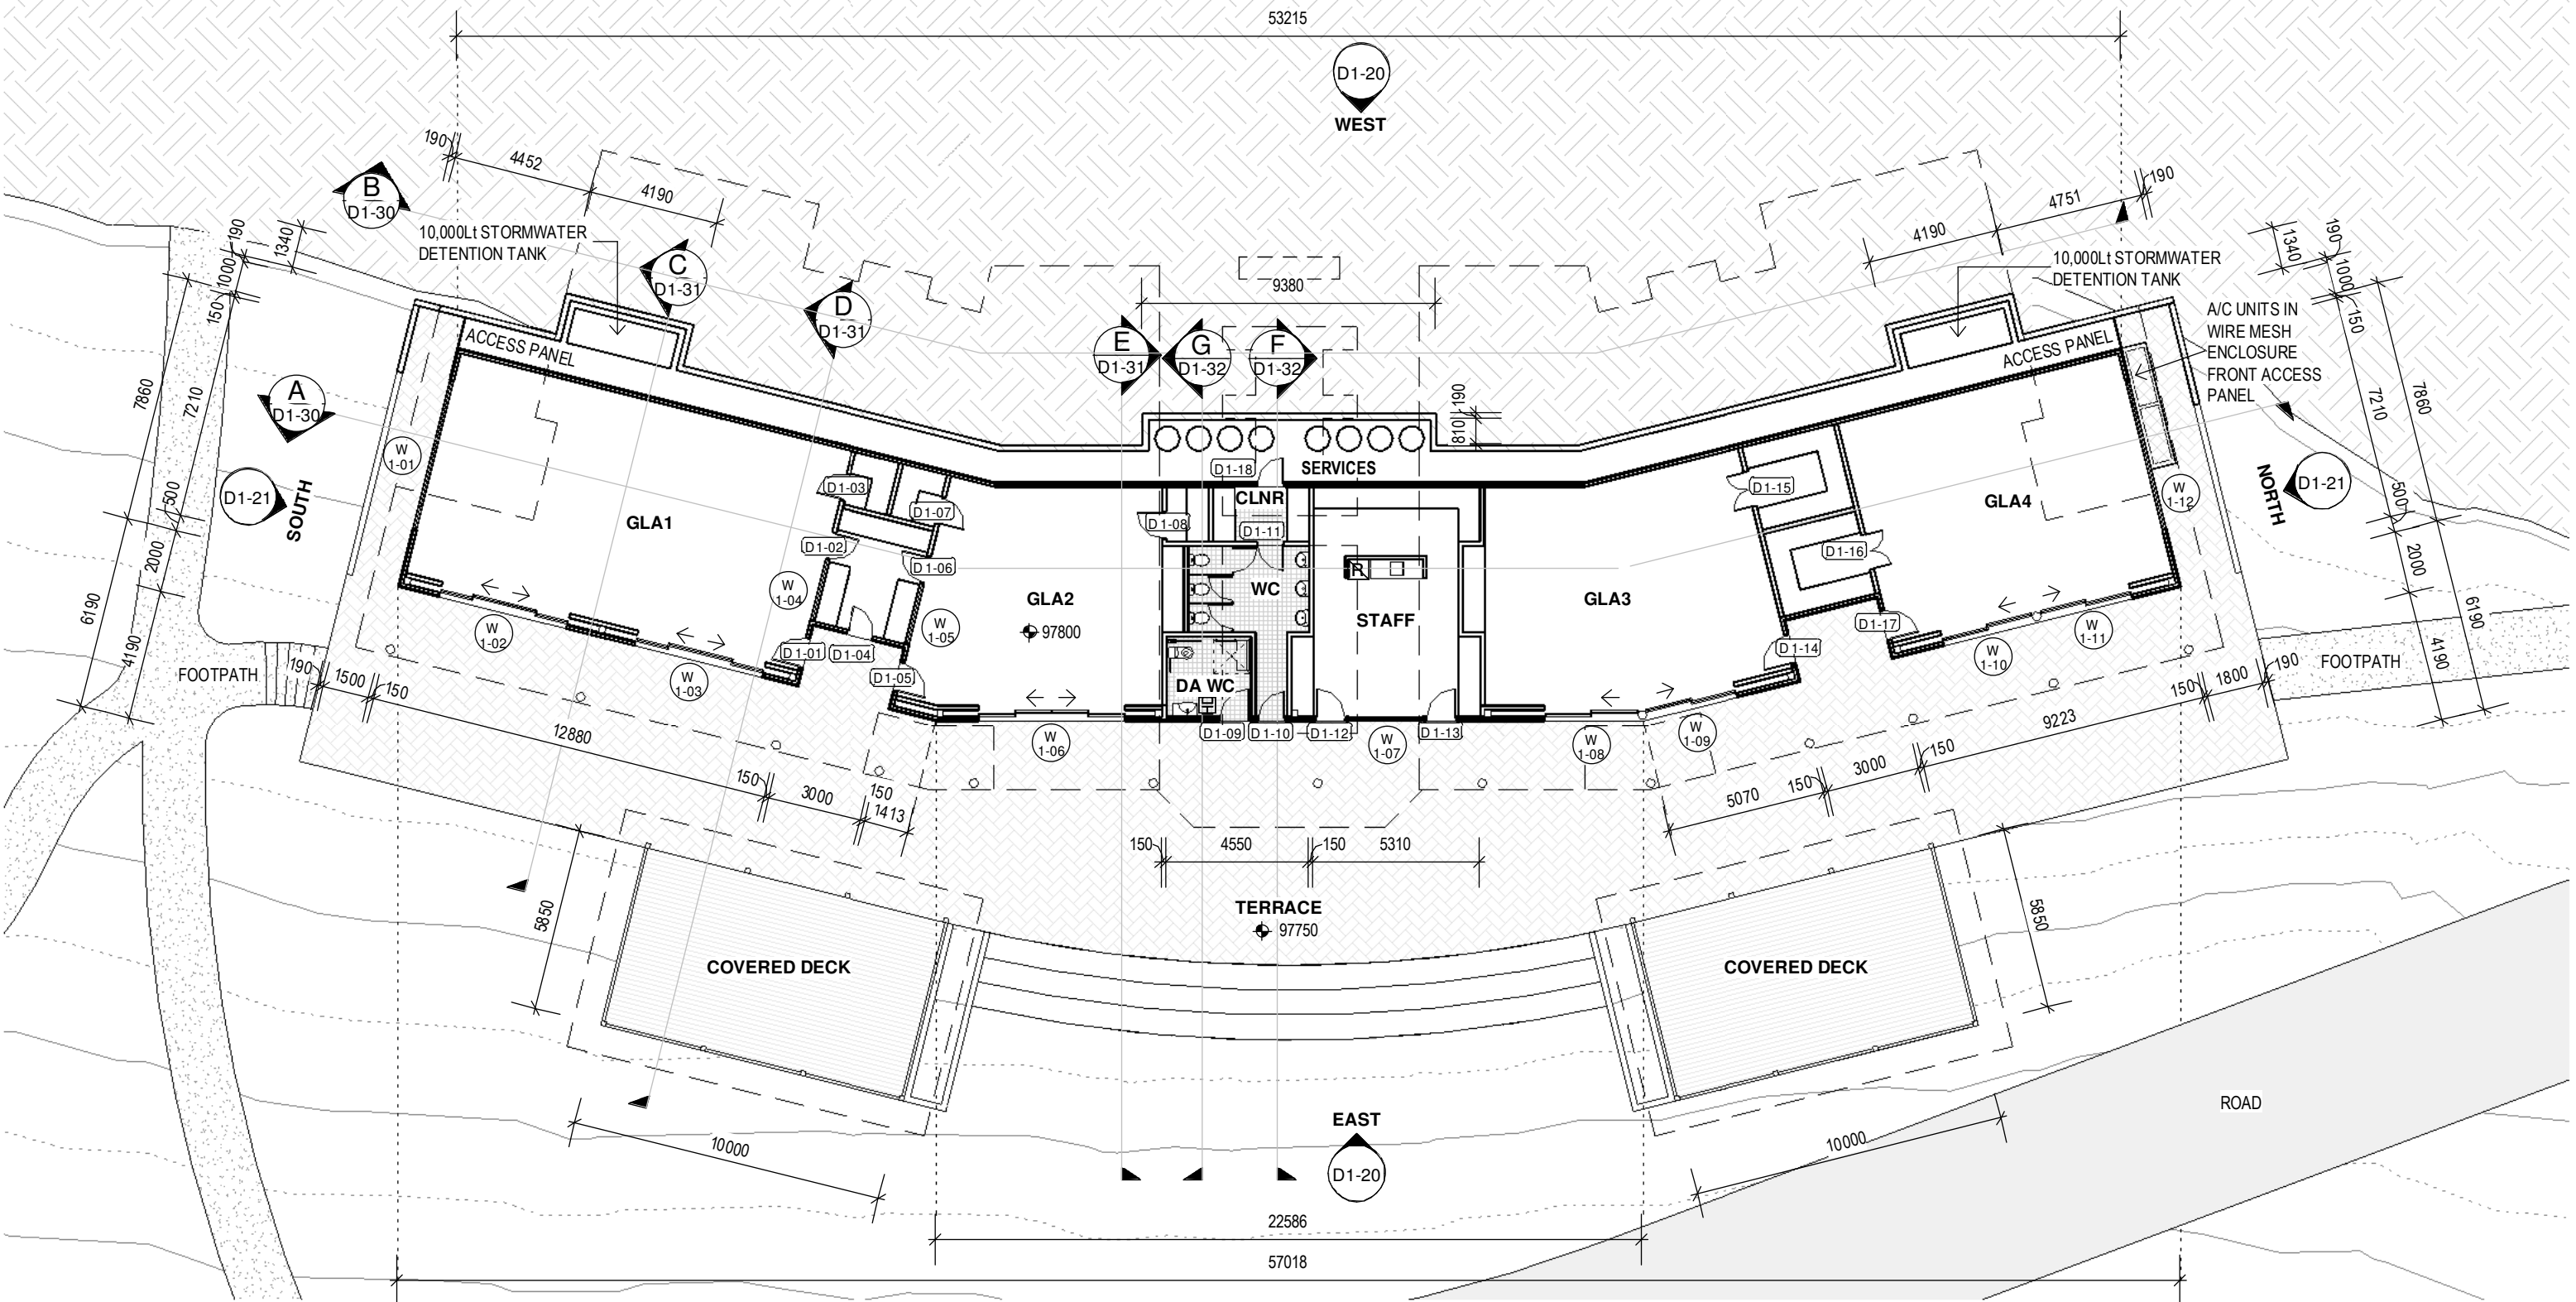 53215
D1-20
WEST
190
4452
4190
B
D1-30
10,000Lt STORMWATER
DETENTION TANK
190
1340
1000
150
C
D1-31
D
D1-31
9380
E
D1-31
G
D1-32
F
D1-32
190
4751
4190
10,000Lt STORMWATER
DETENTION TANK
190
1340
1000
150
A/C UNITS IN
WIRE MESH
ENCLOSURE
FRONT ACCESS
PANEL
ACCESS PANEL
ACCESS PANEL
7860
7210
A
D1-30
190
810
7210
7860
W
1-01
D1-21
SOUTH
500
2000
6190
4190
GLA1
D1-03
D1-07
D1-02
D1-06
W
1-04
W
1-05
D1-01
D1-04
D1-05
W
1-02
W
1-03
D1-08
D1-18
SERVICES
CLNR
D1-11
GLA2
97800
WC
DA WC
R
STAFF
GLA3
D1-15
D1-16
GLA4
W
1-12
NORTH
D1-21
500
2000
6190
4190
D1-17
D1-14
W
1-10
W
1-11
FOOTPATH
FOOTPATH
190
1500
150
12880
150
3000
150
1413
W
1-06
D1-09
D1-10
D1-12
W
1-07
D1-13
W
1-08
W
1-09
150
1800
190
9223
150
3000
150
5070
150
4550
150
5310
TERRACE
97750
5850
5850
COVERED DECK
COVERED DECK
10000
10000
EAST
D1-20
ROAD
22586
57018